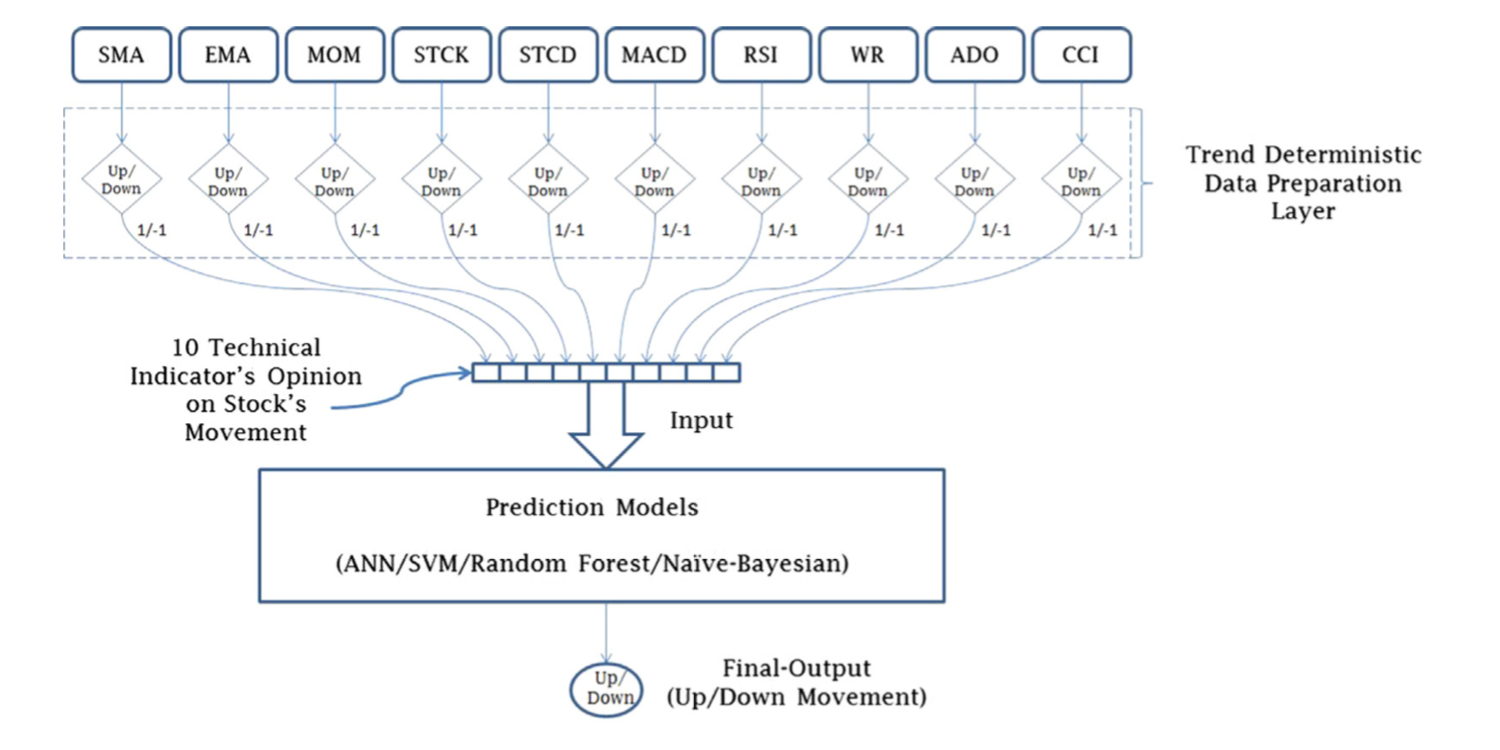 SMA EMA MOM STCK STCD MACD RSI WR ADO CCI
Up/ Up/ Up/ Up/ Up/ Up/ Up/ Up/ Up/ Up/
Down Down Down Down Down Down Down Down Down Down
1/-1 1/-1 1/-1 1/-1 1/-1 1/-1 1/-1 1/-1 1/-1 1/-1
Trend Deterministic
Data Preparation
Layer
10 Technical
Indicator's Opinion
on Stock's
Movement
Input
Prediction Models
(ANN/SVM/Random Forest/Naïve-Bayesian)
Up/
Down
Final-Output
(Up/Down Movement)